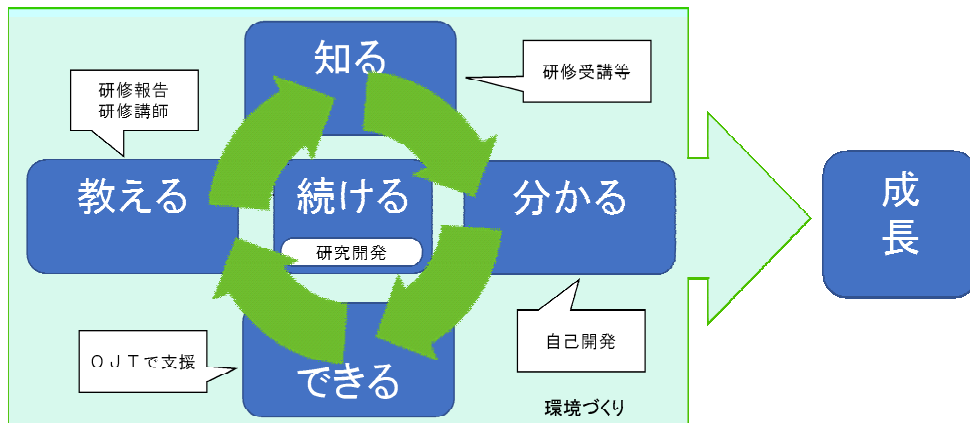 知る
研修受講等
研修報告
研修講師
教える
続ける
分かる
研究開発
成
長
自己開発
ＯＪＴで支援
できる
環境づくり